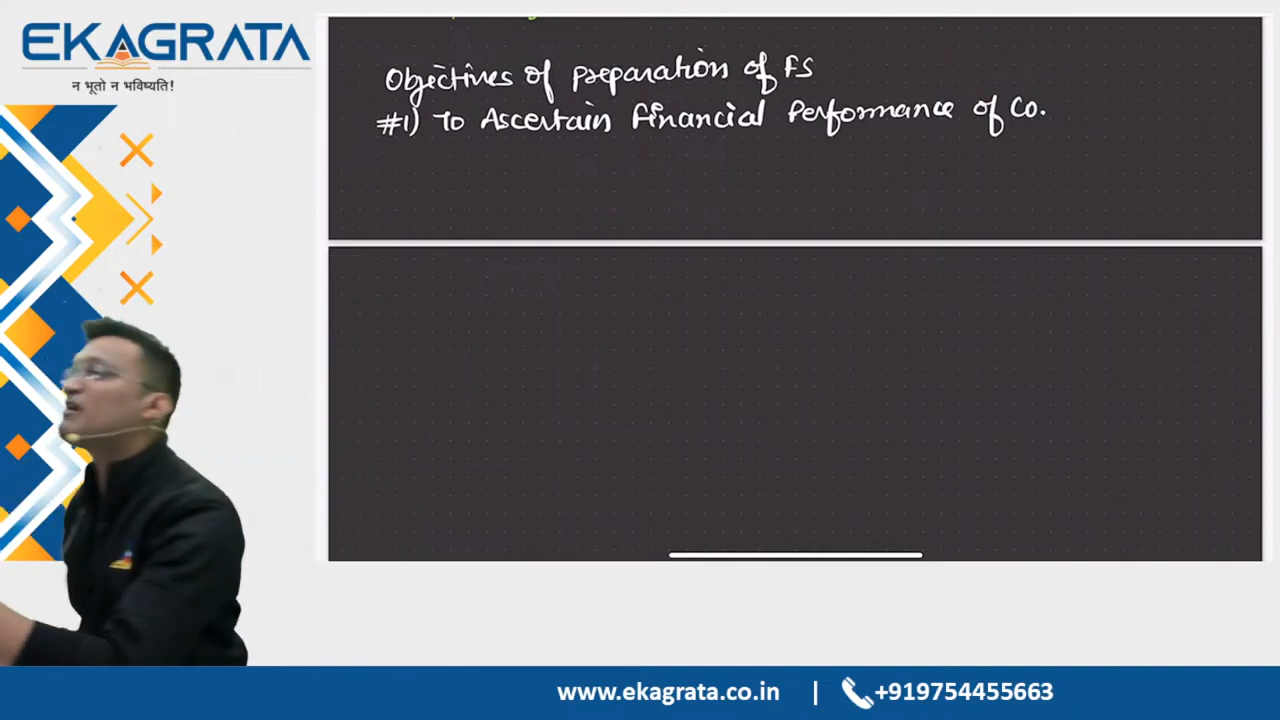 EKAGRATA
न भूतो न भविष्यति!
Objectives of preparation of FS
#1) To Ascertain Financial Performance of Co.
www.ekagrata.co.in | +919754455663